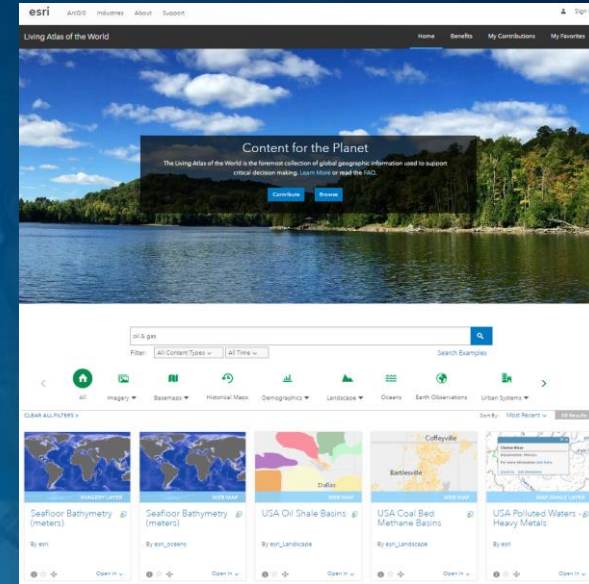 esri ArcGIS Industries About Support Sign
Living Atlas of the World Home Benefits My Contributions My Favorites
Content for the Planet
The Living Atlas of the World is the foremost collection of global geographic information used to support
critical decision making. Learn More or read the FAQ.
Contribute Browse
oil & gas
Filter: All Content Types All Time Search Examples
All Imagery Basemaps Historical Maps Demographics Landscape Oceans Earth Observations Urban Systems
CLEAR ALL FILTERS Sort By: Most Recent Results
Coffeyville
Bartlesville
Dallas
IMAGERY LAYER WEB MAP WEB MAP WEB MAP MAP IMAGE LAYER
Seafloor Bathymetry Seafloor Bathymetry USA Oil Shale Basins USA Coal Bed USA Polluted Waters -
(meters) (meters) Methane Basins Heavy Metals
By esri By esri_oceans By esri_Landscape By esri_Landscape By esri
Open in Open in Open in Open in Open in